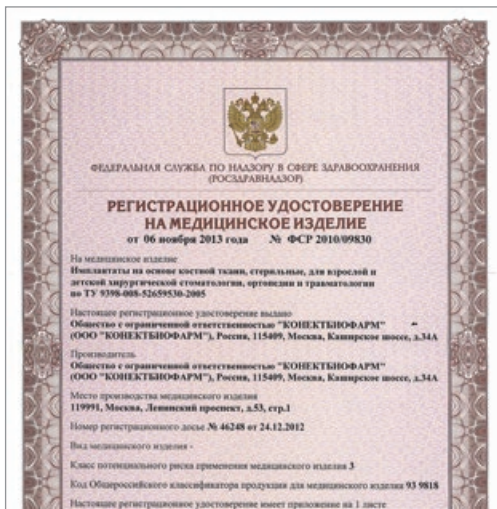 ФЕДЕРАЛЬНАЯ СЛУЖБА ПО НАДЗОРУ В СФЕРЕ ЗДРАВООХРАНЕНИЯ
(РОСЗДРАВНАДЗОР)
РЕГИСТРАЦИОННОЕ УДОСТОВЕРЕНИЕ
НА МЕДИЦИНСКОЕ ИЗДЕЛИЕ
от 06 ноября 2013 года № ФСР 2010/09830
На медицинское изделие
Имплантаты на основе костной ткани, стерильные, для взрослой и
детской хирургической стоматологии, ортопедии и травматологии
по ТУ 9398-008-52659530-2005
Настоящее регистрационное удостоверение выдано
Общество с ограниченной ответственностью "КОНЕКТБИОФАРМ"
(ООО "КОНЕКТБИОФАРМ"), Россия, 115409, Москва, Каширское шоссе, д.34А
Производитель
Общество с ограниченной ответственностью "КОНЕКТБИОФАРМ"
(ООО "КОНЕКТБИОФАРМ"), Россия, 115409, Москва, Каширское шоссе, д.34А
Место производства медицинского изделия
119991, Москва, Ленинский проспект, д.53, стр.1
Номер регистрационного досье № 46248 от 24.12.2012
Вид медицинского изделия -
Класс потенциального риска применения медицинского изделия 3
Код Общероссийского классификатора продукции для медицинского изделия 93 9818
Настоящее регистрационное удостоверение имеет приложение на 1 листе